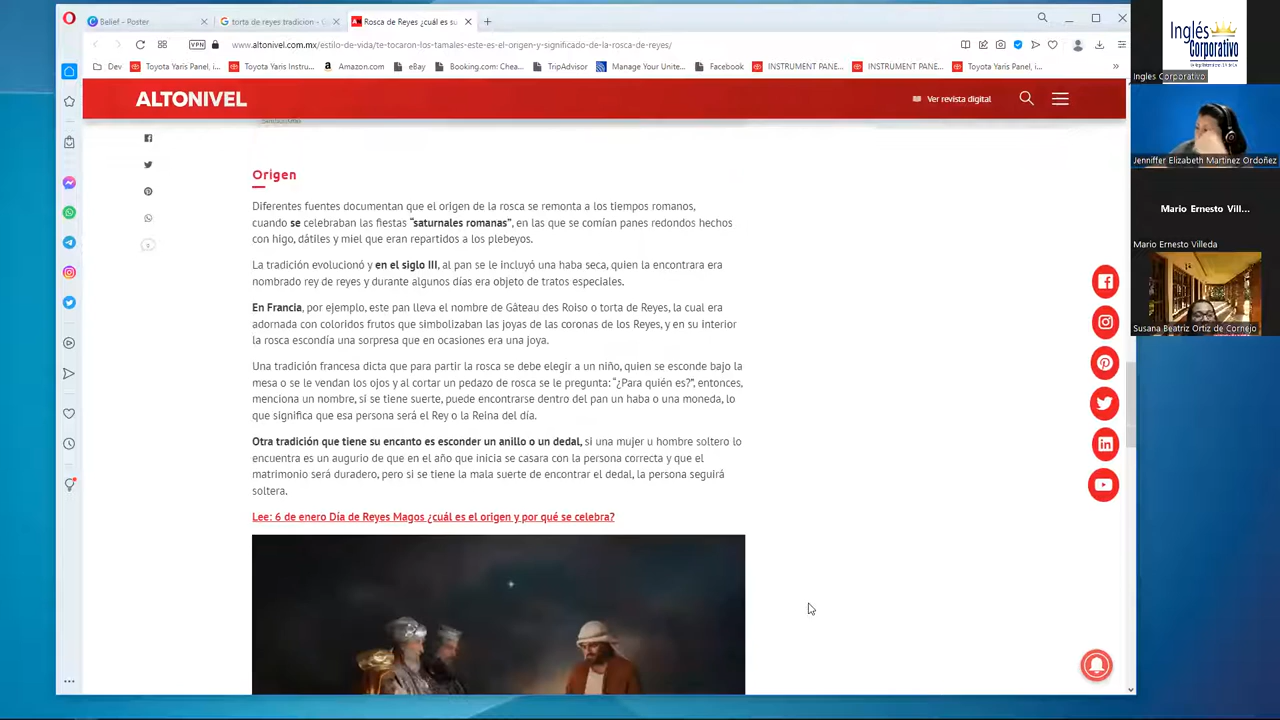 Belief - Poster
torta de reyes tradicion - G
Rosca de Reyes ¿cuál es su
VPN
www.altonivel.com.mx/estilo-de-vida/te-tocaron-los-tamales-este-es-el-origen-y-significado-de-la-rosca-de-reyes/
Dev
Toyota Yaris Panel, i...
Toyota Yaris Instru...
Amazon.com
eBay
Booking.com: Chea...
TripAdvisor
Manage Your Unite...
Facebook
INSTRUMENT PANE...
INSTRUMENT PANE...
Toyota Yaris Panel, i...
ALTONIVEL
Ver revista digital
Origen
Diferentes fuentes documentan que el origen de la rosca se remonta a los tiempos romanos,
cuando se celebraban las fiestas “saturnales romanas”, en las que se comían panes redondos hechos
con higo, dátiles y miel que eran repartidos a los plebeyos.
La tradición evolucionó y en el siglo III, al pan se le incluyó una haba seca, quien la encontrara era
nombrado rey de reyes y durante algunos días era objeto de tratos especiales.
En Francia, por ejemplo, este pan lleva el nombre de Gâteau des Roiso o torta de Reyes, la cual era
adornada con coloridos frutos que simbolizaban las joyas de las coronas de los Reyes, y en su interior
la rosca escondía una sorpresa que en ocasiones era una joya.
Una tradición francesa dicta que para partir la rosca se debe elegir a un niño, quien se esconde bajo la
mesa o se le vendan los ojos y al cortar un pedazo de rosca se le pregunta: “¿Para quién es?”, entonces,
menciona un nombre, si se tiene suerte, puede encontrarse dentro del pan un haba o una moneda, lo
que significa que esa persona será el Rey o la Reina del día.
Otra tradición que tiene su encanto es esconder un anillo o un dedal, si una mujer u hombre soltero lo
encuentra es un augurio de que en el año que inicia se casara con la persona correcta y que el
matrimonio será duradero, pero si se tiene la mala suerte de encontrar el dedal, la persona seguirá
soltera.
Lee: 6 de enero Día de Reyes Magos ¿cuál es el origen y por qué se celebra?
Inglés
Corporativo
Ingles Corporativo
Jenniffer Elizabeth Martinez Ordoñez
Mario Ernesto Vill...
Mario Ernesto Villeda
Susana Beatriz Ortiz de Cornejo